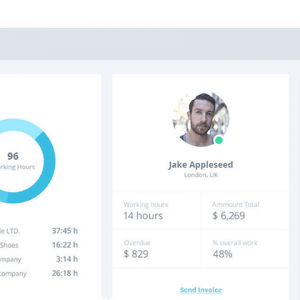 96
rking Hours
e LTD. 37:45 h
Shoes 16:22 h
mpany 3:14 h
company 26:18 h
Jake Appleseed
London, UK
Working hours
14 hours
Ammount Total
$ 6,269
Overdue
$ 829
% overall work
48%
Send Invoice